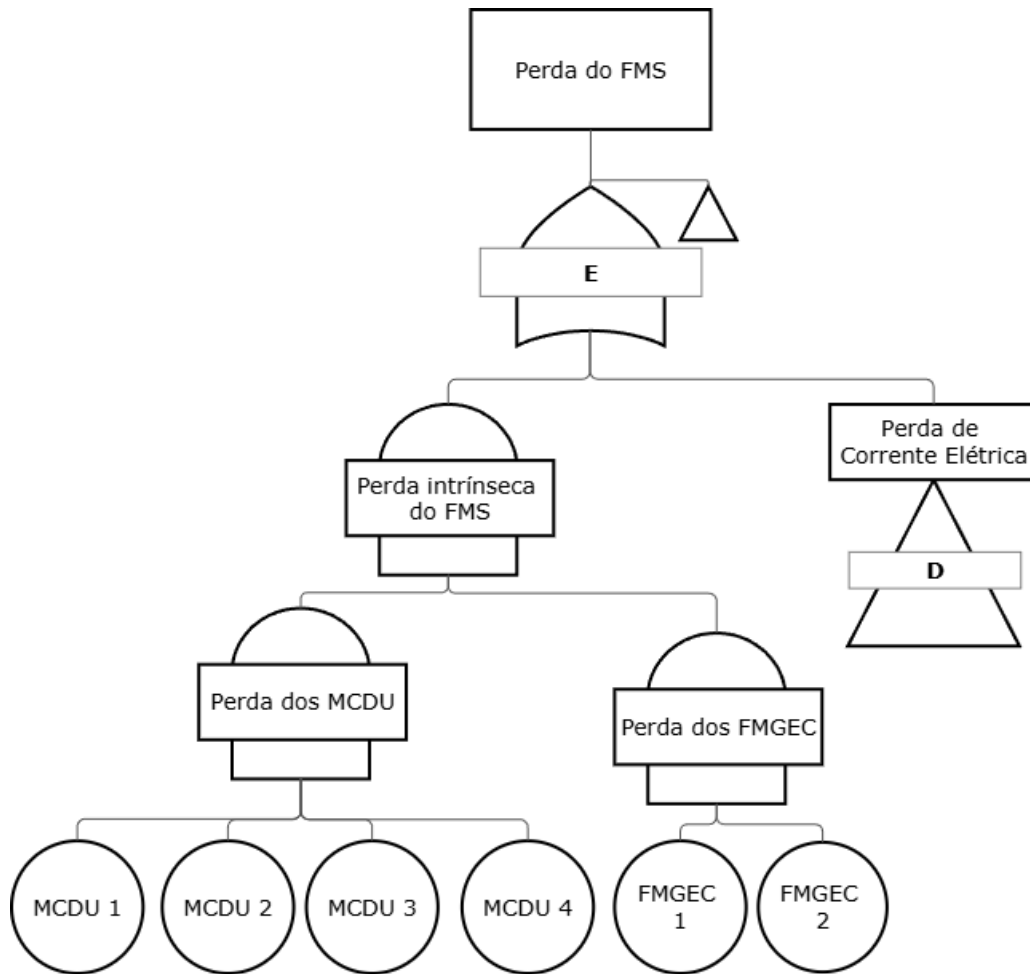 Perda do FMS
E
Perda intrínseca
do FMS
Perda de
Corrente Elétrica
D
Perda dos MCDU
Perda dos FMGEC
MCDU 1
MCDU 2
MCDU 3
MCDU 4
FMGEC
1
FMGEC
2